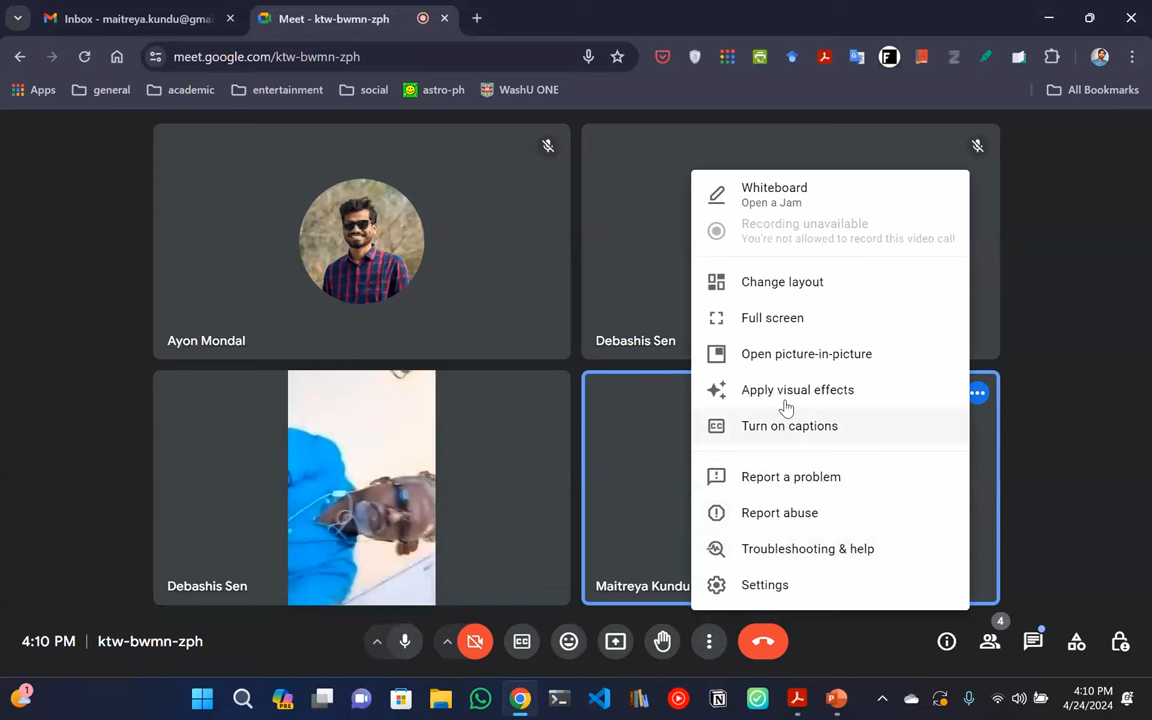 Inbox - maitreya.kundu@gmai
Meet - ktw-bwmn-zph
meet.google.com/ktw-bwmn-zph
Apps
general
academic
entertainment
social
astro-ph
WashU ONE
All Bookmarks
Whiteboard
Open a Jam
Recording unavailable
You're not allowed to record this video call
Change layout
Full screen
Open picture-in-picture
Apply visual effects
Turn on captions
Report a problem
Report abuse
Troubleshooting & help
Settings
Ayon Mondal
Debashis Sen
Debashis Sen
Maitreya Kundu
4:10 PM | ktw-bwmn-zph
CC
4
1
PRE
4:10 PM
4/24/2024